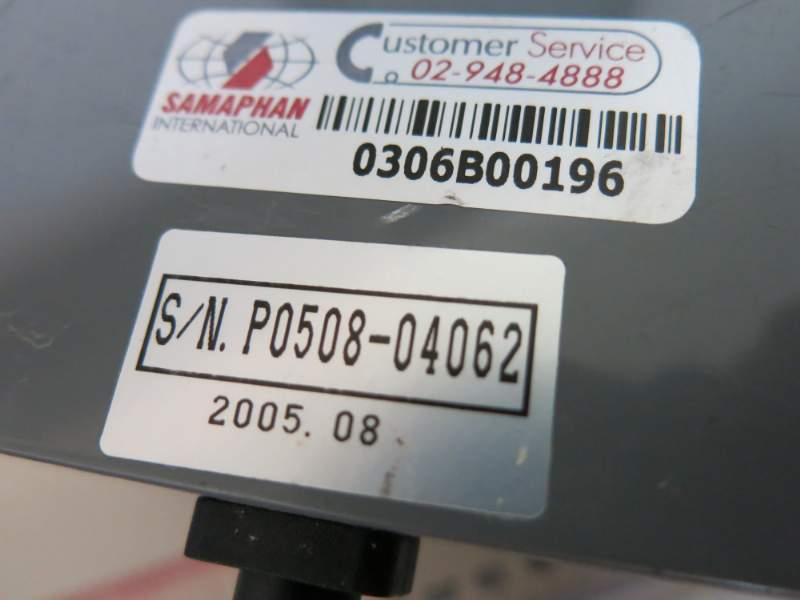 SAMAPHAN
INTERNATIONAL
Customer Service
02-948-4888
0306B00196
S/N. P0508-04062
2005. 08